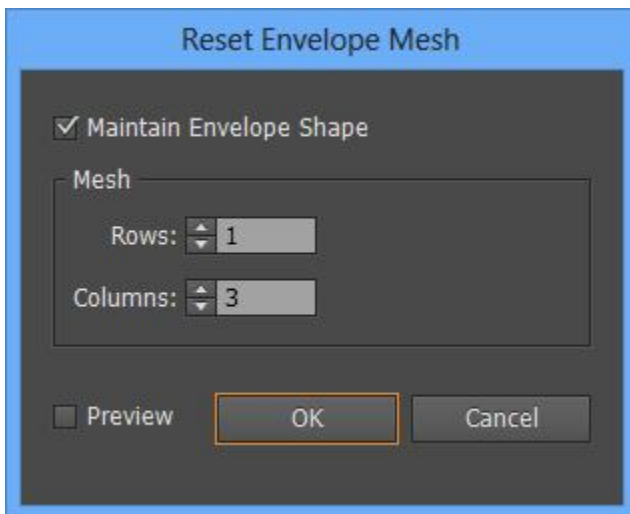 Reset Envelope Mesh
Maintain Envelope Shape
Mesh
Rows: 1
Columns: 3
Preview OK Cancel